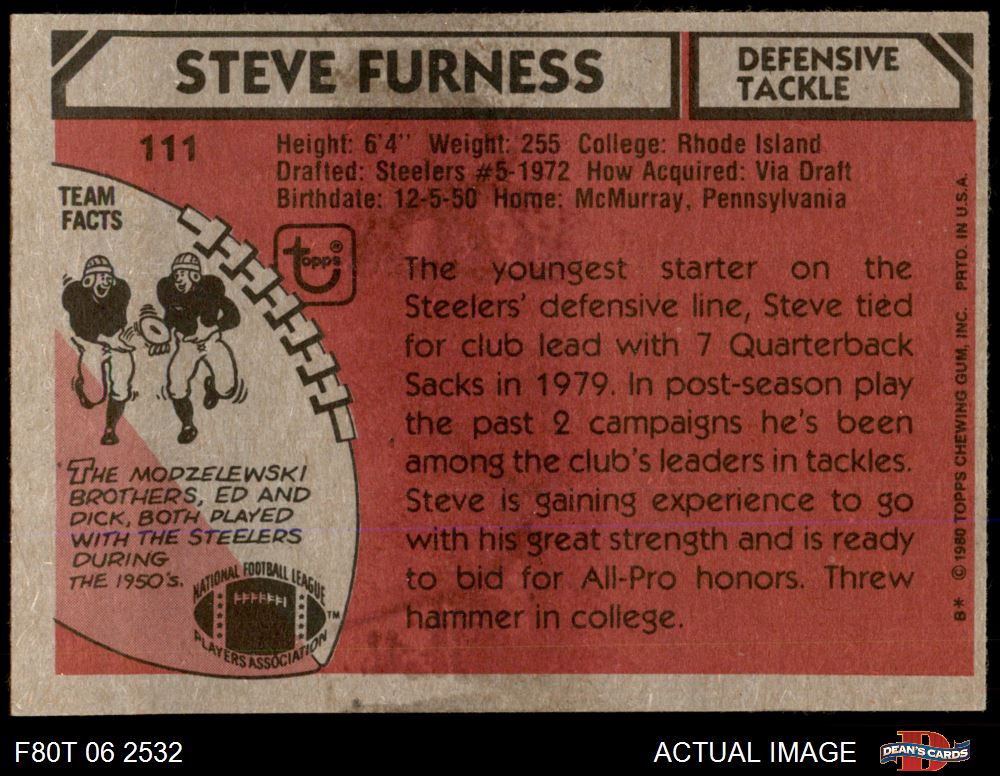 STEVE FURNESS
DEFENSIVE
TACKLE
111
Height: 6'4'' Weight: 255 College: Rhode Island
Drafted: Steelers #5-1972 How Acquired: Via Draft
Birthdate: 12-5-50 Home: McMurray, Pennsylvania
TEAM
FACTS
topps®
The youngest starter on the
Steelers' defensive line, Steve tied
for club lead with 7 Quarterback
Sacks in 1979. In post-season play
the past 2 campaigns he's been
among the club's leaders in tackles.
Steve is gaining experience to go
with his great strength and is ready
to bid for All-Pro honors. Threw
hammer in college.
THE MODZELEWSKI
BROTHERS, ED AND
DICK, BOTH PLAYED
WITH THE STEELERS
DURING
THE 1950'S.
NATIONAL FOOTBALL LEAGUE
PLAYERS ASSOCIATION
TM
B* © 1980 TOPPS CHEWING GUM, INC. PRTD. IN U.S.A.
F80T 06 2532
ACTUAL IMAGE
D
DEAN'S CARDS